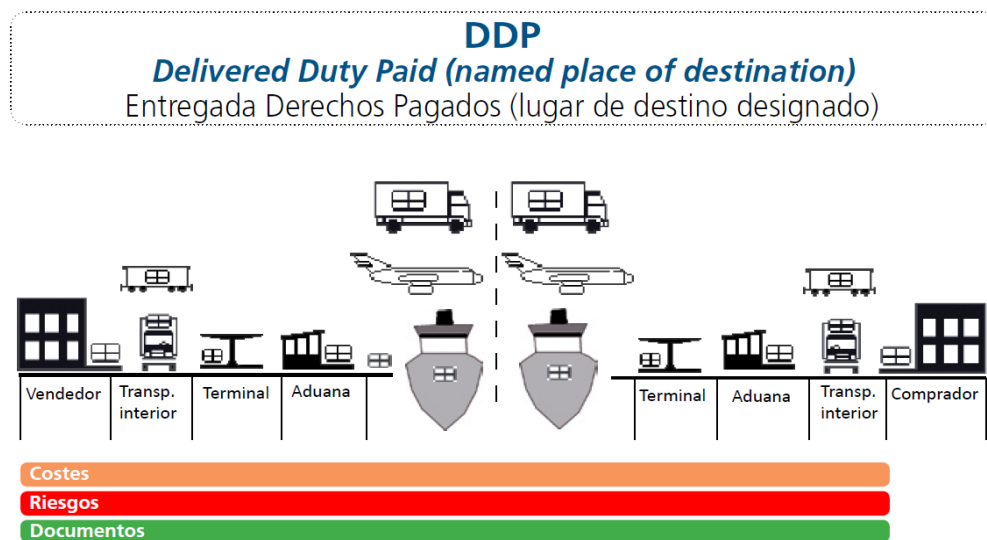 DDP
Delivered Duty Paid (named place of destination)
Entregada Derechos Pagados (lugar de destino designado)
Vendedor
Transp.
interior
Terminal
Aduana
Terminal
Aduana
Transp.
interior
Comprador
Costes
Riesgos
Documentos